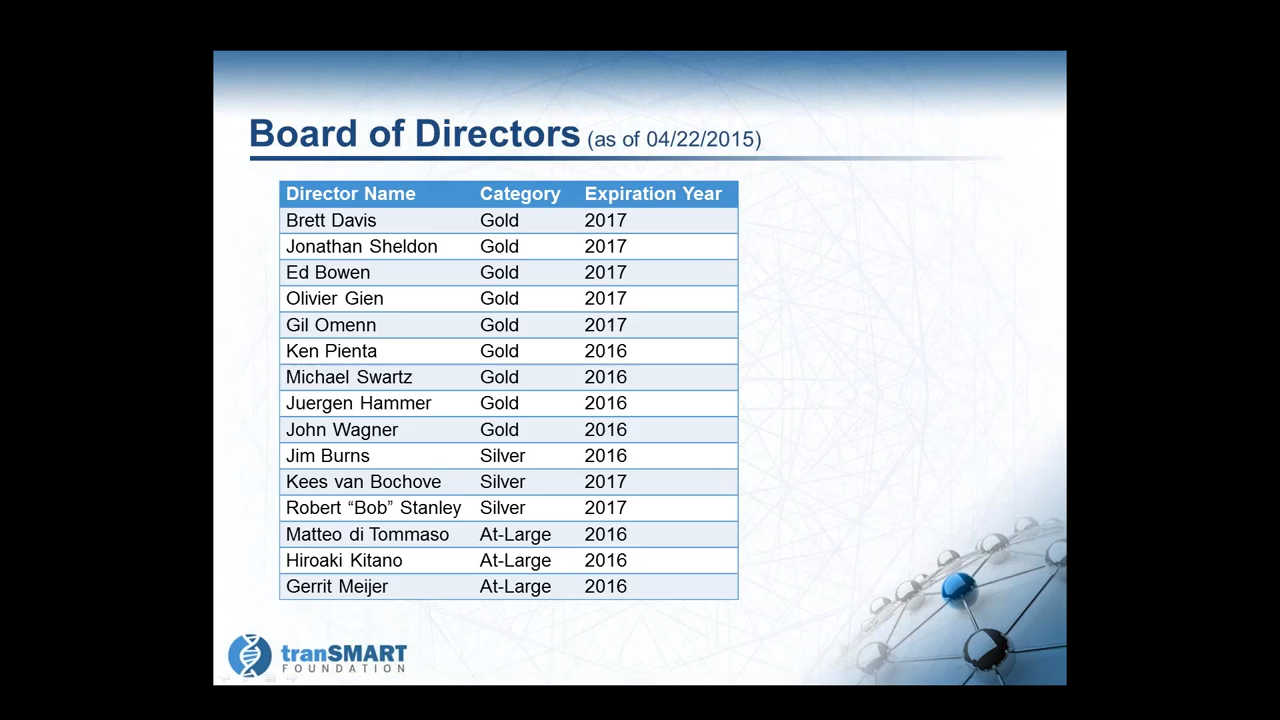 Board of Directors (as of 04/22/2015)
Director Name Category Expiration Year
Brett Davis Gold 2017
Jonathan Sheldon Gold 2017
Ed Bowen Gold 2017
Olivier Gien Gold 2017
Gil Omenn Gold 2017
Ken Pienta Gold 2016
Michael Swartz Gold 2016
Juergen Hammer Gold 2016
John Wagner Gold 2016
Jim Burns Silver 2016
Kees van Bochove Silver 2017
Robert “Bob” Stanley Silver 2017
Matteo di Tommaso At-Large 2016
Hiroaki Kitano At-Large 2016
Gerrit Meijer At-Large 2016
tranSMART
FOUNDATION